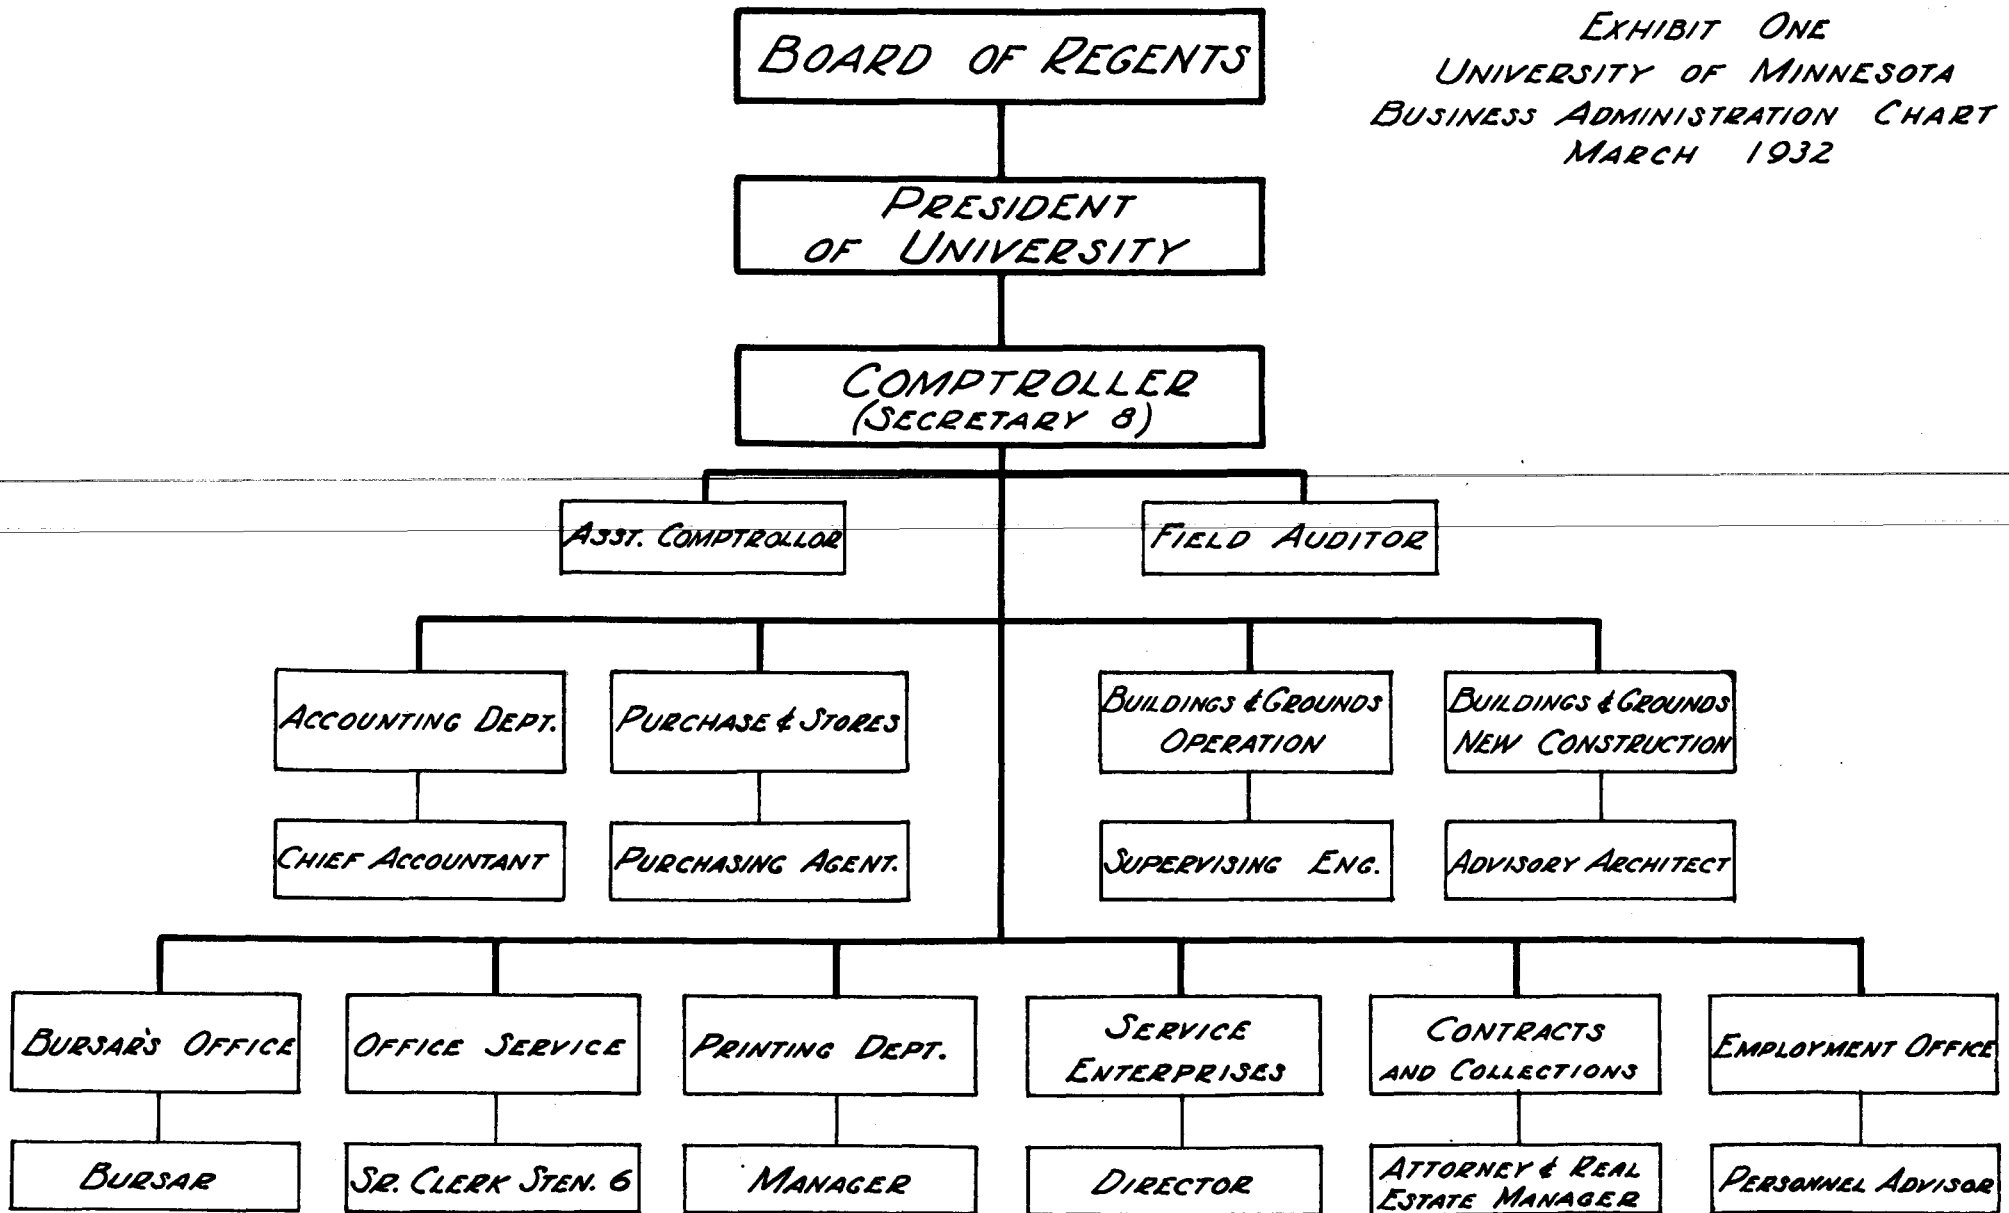 EXHIBIT ONE
UNIVERSITY OF MINNESOTA
BUSINESS ADMINISTRATION CHART
MARCH 1932
BOARD OF REGENTS
PRESIDENT
OF UNIVERSITY
COMPTROLLER
(SECRETARY 8)
ASST. COMPTROLLOR
FIELD AUDITOR
ACCOUNTING DEPT.
PURCHASE & STORES
BUILDINGS & GROUNDS
OPERATION
BUILDINGS & GROUNDS
NEW CONSTRUCTION
CHIEF ACCOUNTANT
PURCHASING AGENT.
SUPERVISING ENG.
ADVISORY ARCHITECT
BURSAR'S OFFICE
OFFICE SERVICE
PRINTING DEPT.
SERVICE
ENTERPRISES
CONTRACTS
AND COLLECTIONS
EMPLOYMENT OFFICE
BURSAR
SR. CLERK STEN. 6
MANAGER
DIRECTOR
ATTORNEY & REAL
ESTATE MANAGER
PERSONNEL ADVISOR